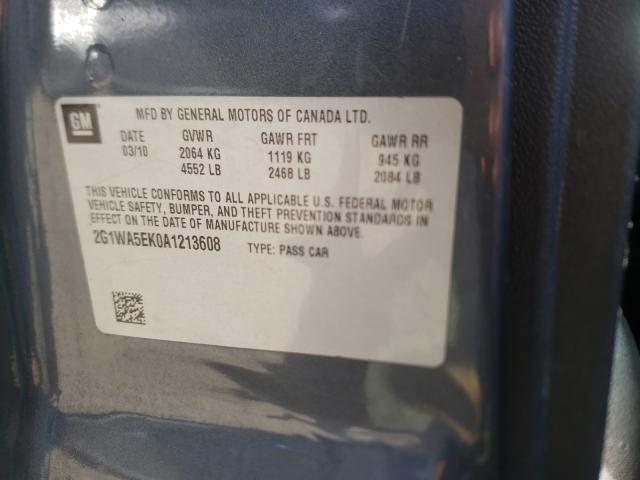 GM
MFD BY GENERAL MOTORS OF CANADA LTD.
DATE GVWR GAWR FRT GAWR RR
03/10 2064 KG 1119 KG 945 KG
4552 LB 2468 LB 2084 LB
THIS VEHICLE CONFORMS TO ALL APPLICABLE U.S. FEDERAL MOTOR
VEHICLE SAFETY, BUMPER, AND THEFT PREVENTION STANDARDS IN
EFFECT ON THE DATE OF MANUFACTURE SHOWN ABOVE.
2G1WA5EK0A1213608 TYPE: PASS CAR